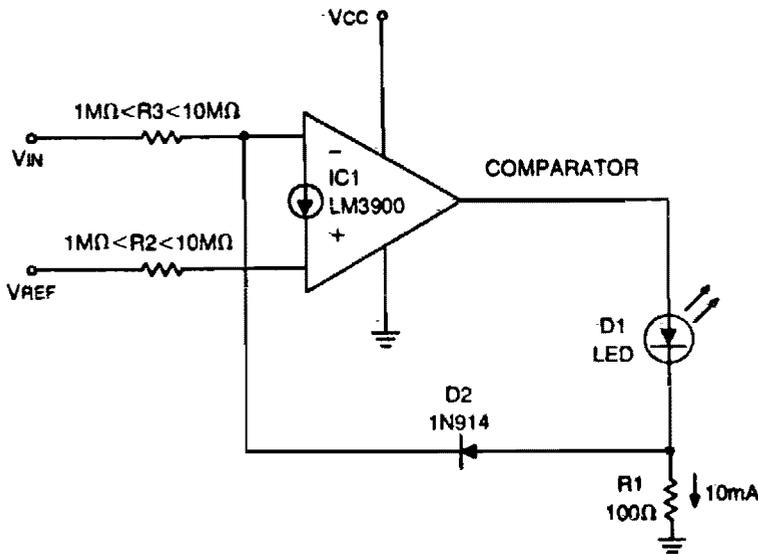 VCC
1MΩ<R3<10MΩ
VIN
−
IC1
LM3900
+
COMPARATOR
1MΩ<R2<10MΩ
VREF
D1
LED
D2
1N914
R1
100Ω
10mA